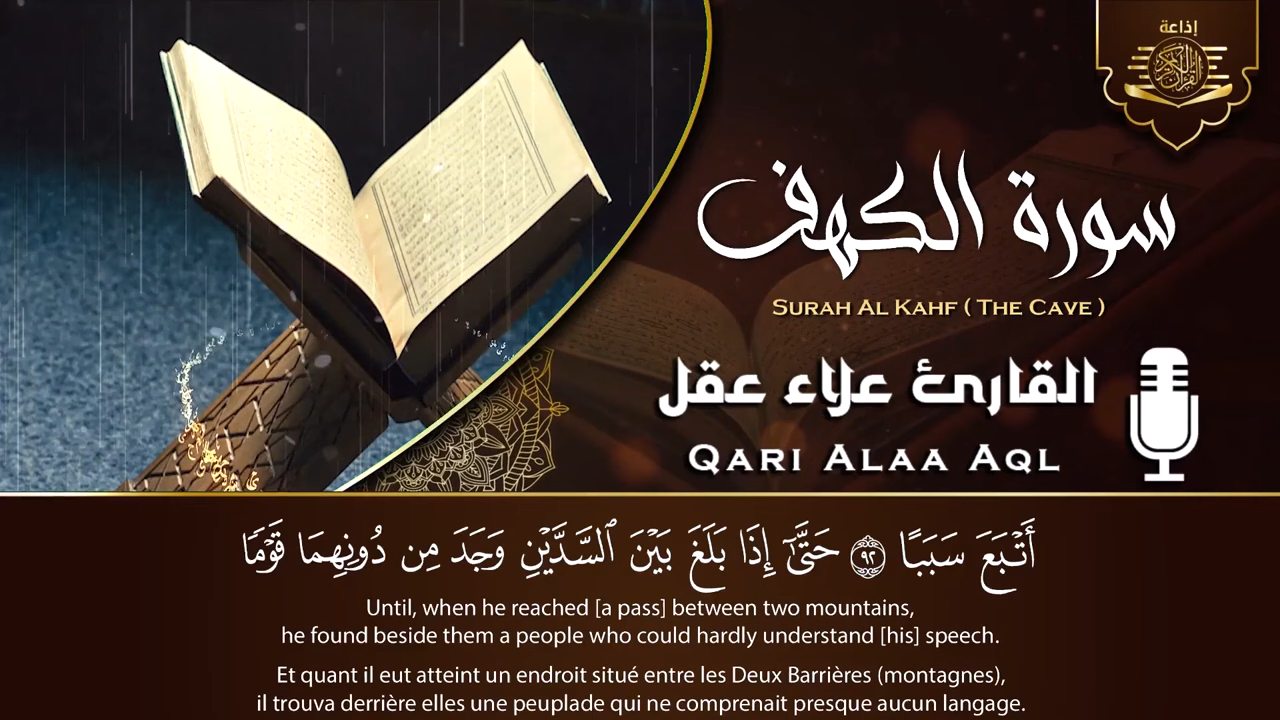 إذاعة
القرآن الكريم
سورة الكهف
SURAH AL KAHF ( THE CAVE )
القارئ علاء عقل
QARI ALAA AQL
أَتْبَعَ سَبَبًا ﴿٩٢﴾ حَتَّىٰٓ إِذَا بَلَغَ بَيْنَ ٱلسَّدَّيْنِ وَجَدَ مِن دُونِهِمَا قَوْمًا
Until, when he reached [a pass] between two mountains,
he found beside them a people who could hardly understand [his] speech.
Et quant il eut atteint un endroit situé entre les Deux Barrières (montagnes),
il trouva derrière elles une peuplade qui ne comprenait presque aucun langage.